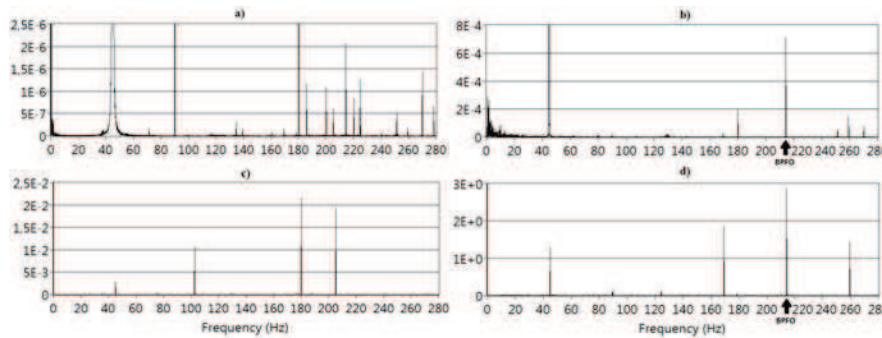 a)
2,5E-6
2E-6
1,5E-6
1E-6
5E-7
0
0 20 40 60 80 100 120 140 160 180 200 220 240 260 280
b)
8E-4
6E-4
4E-4
2E-4
0
0 20 40 60 80 100 120 140 160 180 200 220 240 260 280
BPFO
c)
2,5E-2
2E-2
1,5E-2
1E-2
5E-3
0
0 20 40 60 80 100 120 140 160 180 200 220 240 260 280
Frequency (Hz)
d)
3E+0
2E+0
1E+0
0
0 20 40 60 80 100 120 140 160 180 200 220 240 260 280
BPFO
Frequency (Hz)